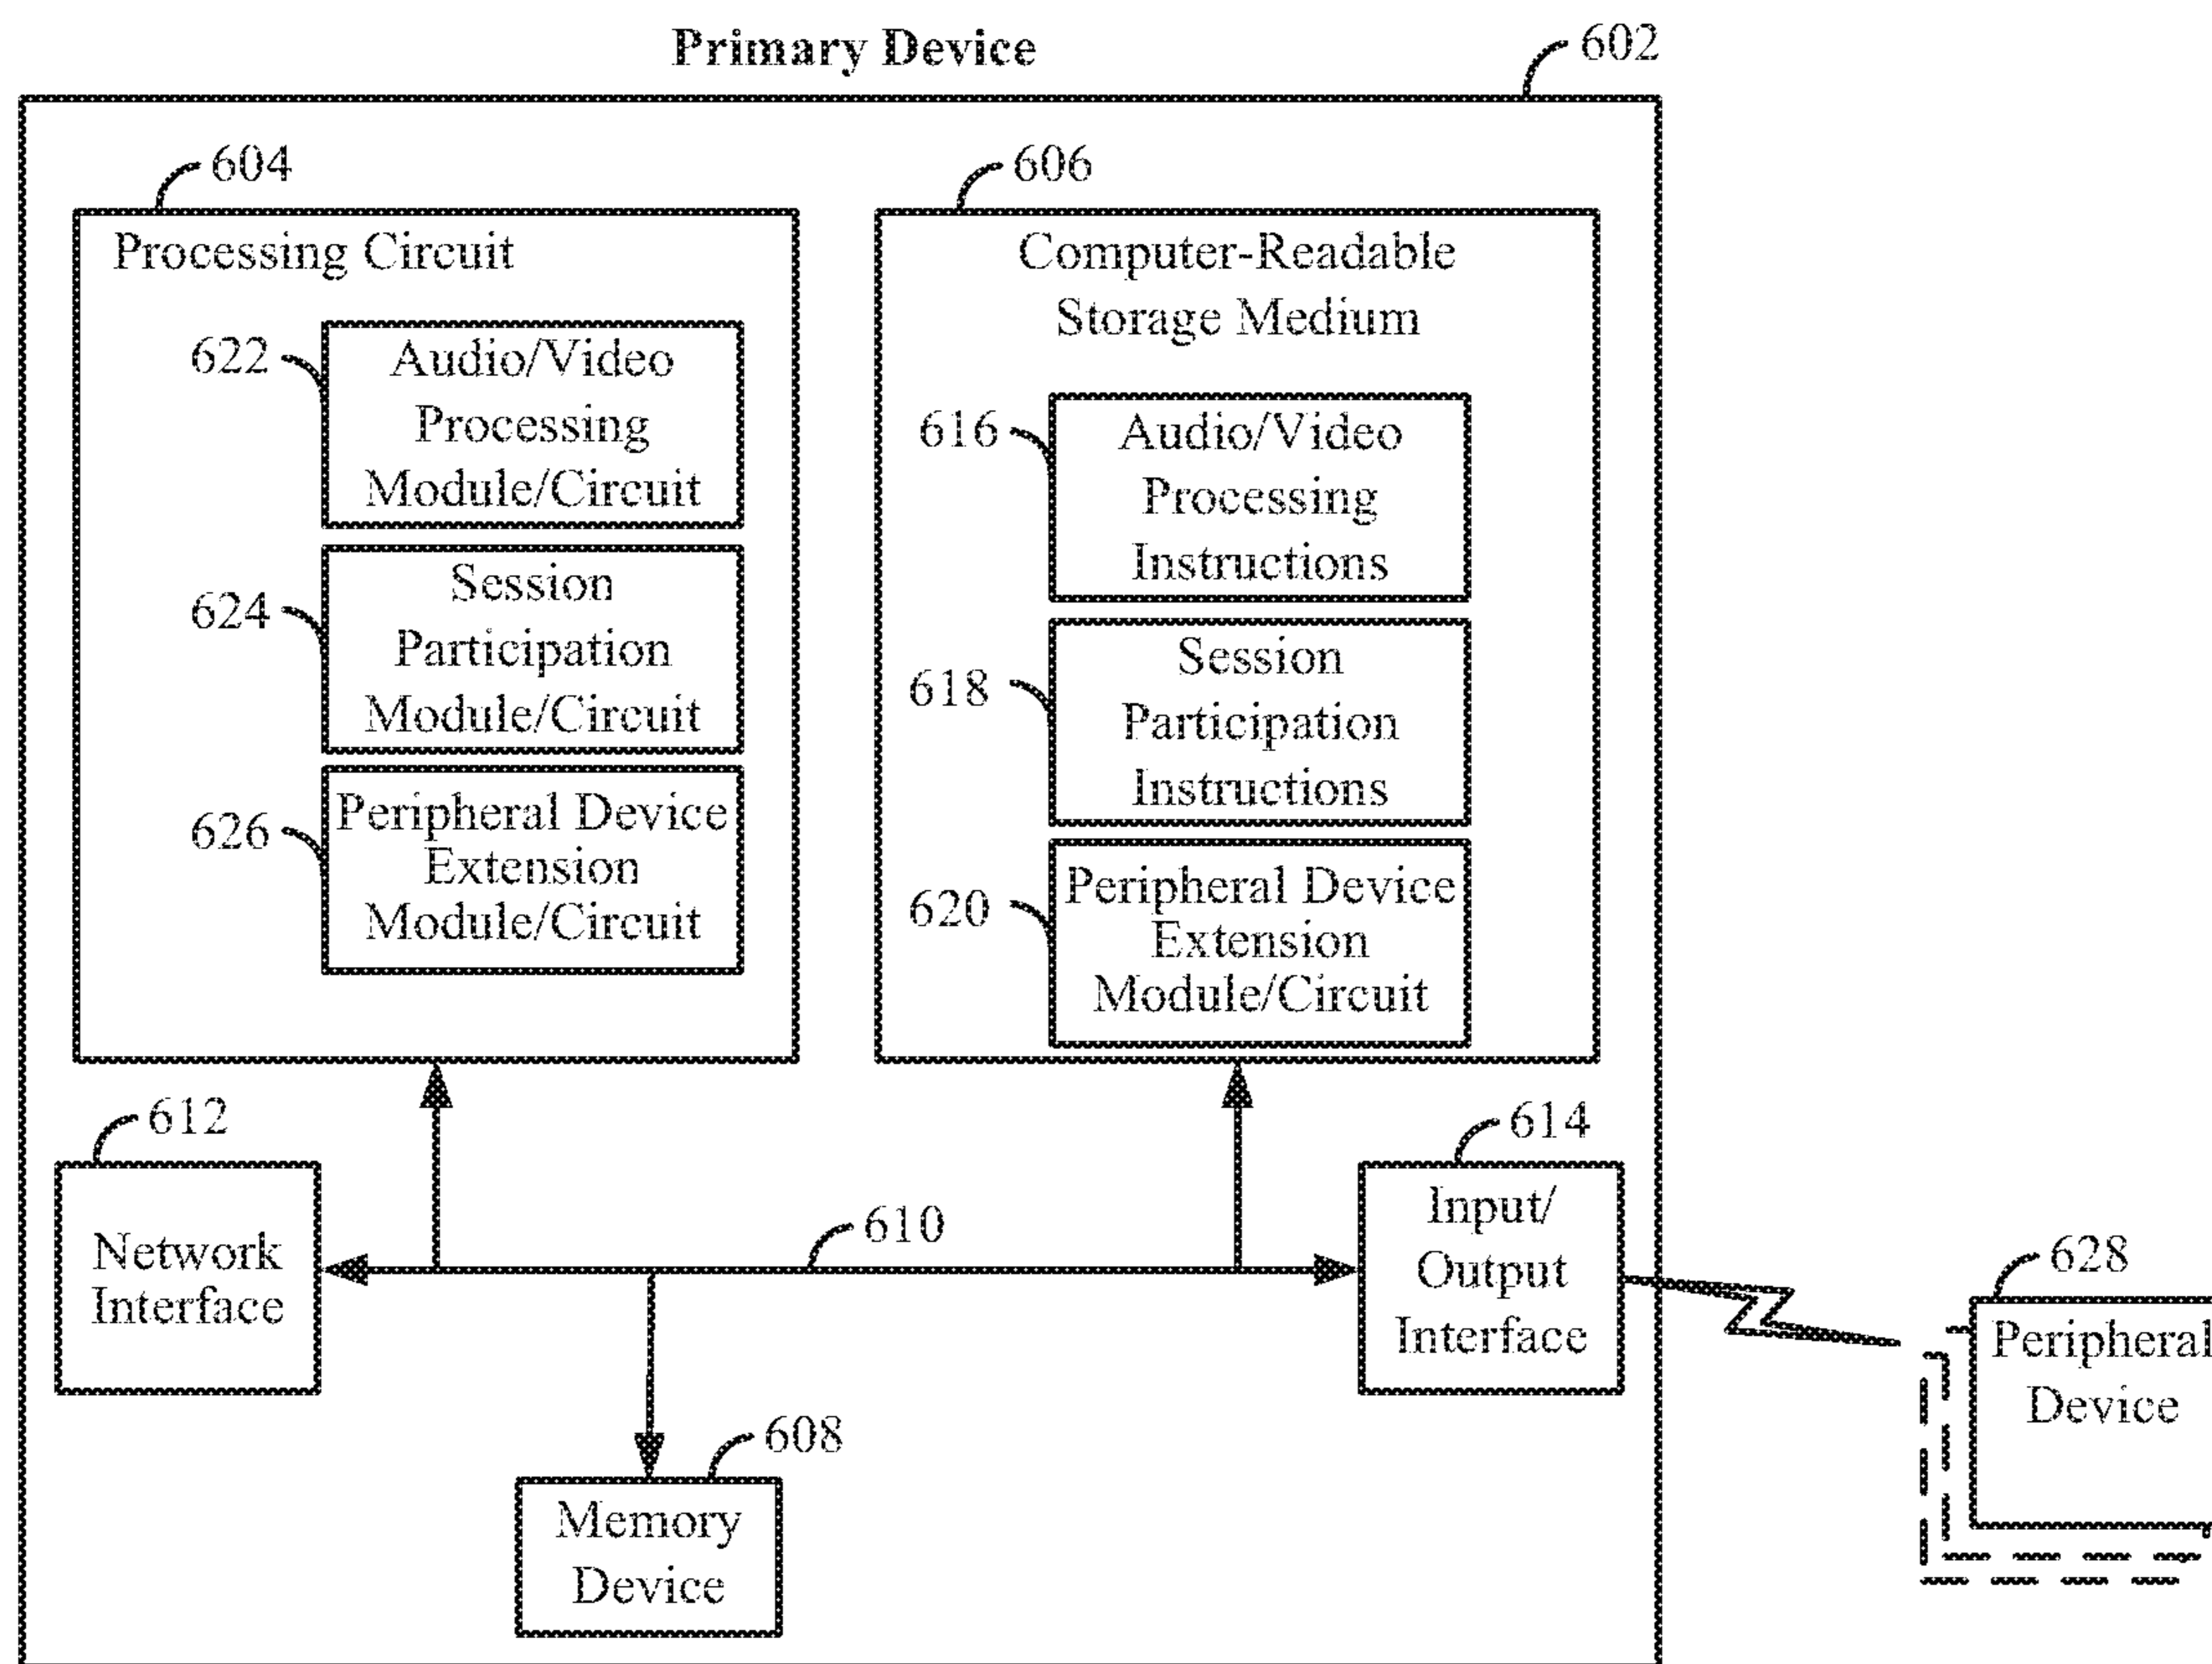 Primary Device
602
604
Processing Circuit
622
Audio/Video
Processing
Module/Circuit
624
Session
Participation
Module/Circuit
626
Peripheral Device
Extension
Module/Circuit
606
Computer-Readable
Storage Medium
616
Audio/Video
Processing
Instructions
618
Session
Participation
Instructions
620
Peripheral Device
Extension
Module/Circuit
612
Network
Interface
610
614
Input/
Output
Interface
608
Memory
Device
628
Peripheral
Device